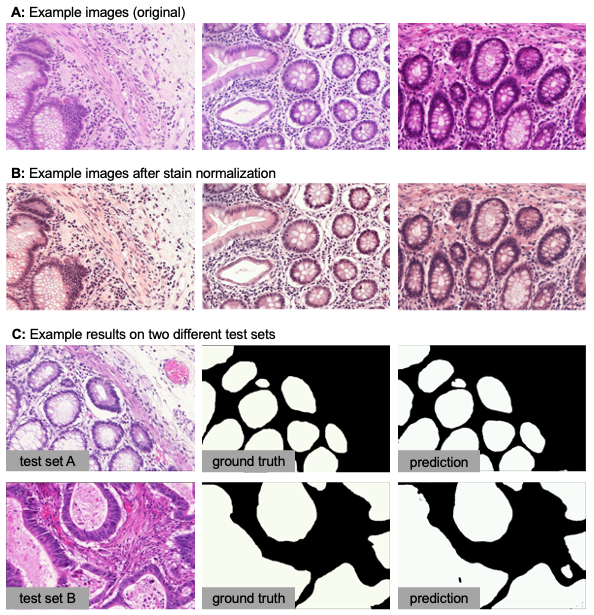 A: Example images (original)
B: Example images after stain normalization
C: Example results on two different test sets
test set A
ground truth
prediction
test set B
ground truth
prediction